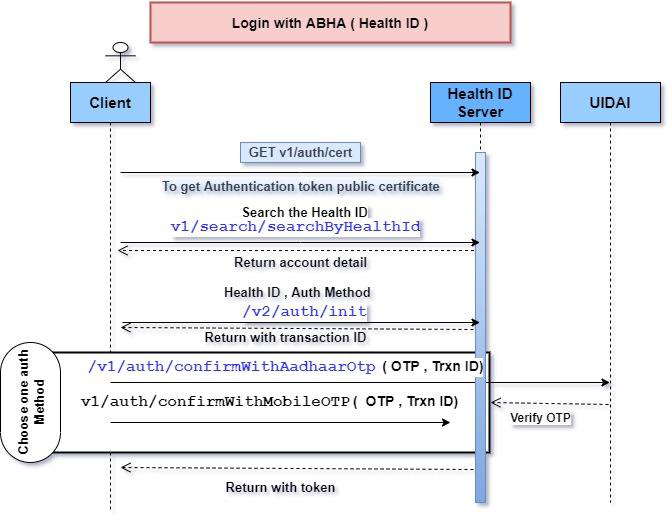 Login with ABHA ( Health ID )
Client
Health ID
Server
UIDAI
GET v1/auth/cert
To get Authentication token public certificate
Search the Health ID
v1/search/searchByHealthId
Return account detail
Health ID , Auth Method
/v2/auth/init
Return with transaction ID
Choose one auth
Method
/v1/auth/confirmWithAadhaarOtp ( OTP , Trxn ID)
v1/auth/confirmWithMobileOTP ( OTP , Trxn ID)
Verify OTP
Return with token